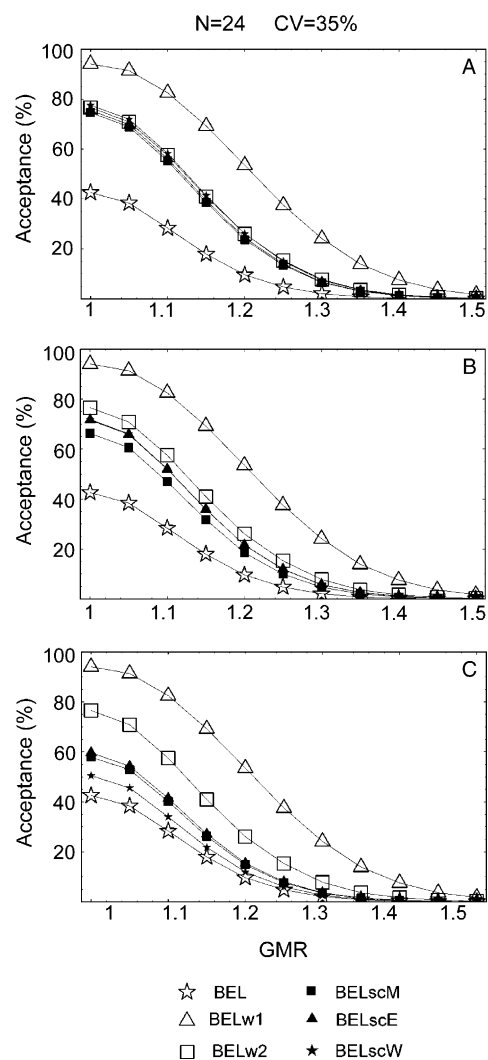 N=24 CV=35%
A
Acceptance (%)
100
80
60
40
20
1 1.1 1.2 1.3 1.4 1.5
B
Acceptance (%)
100
80
60
40
20
1 1.1 1.2 1.3 1.4 1.5
C
Acceptance (%)
100
80
60
40
20
1 1.1 1.2 1.3 1.4 1.5
GMR
BEL BELscM
BELw1 BELscE
BELw2 BELscW